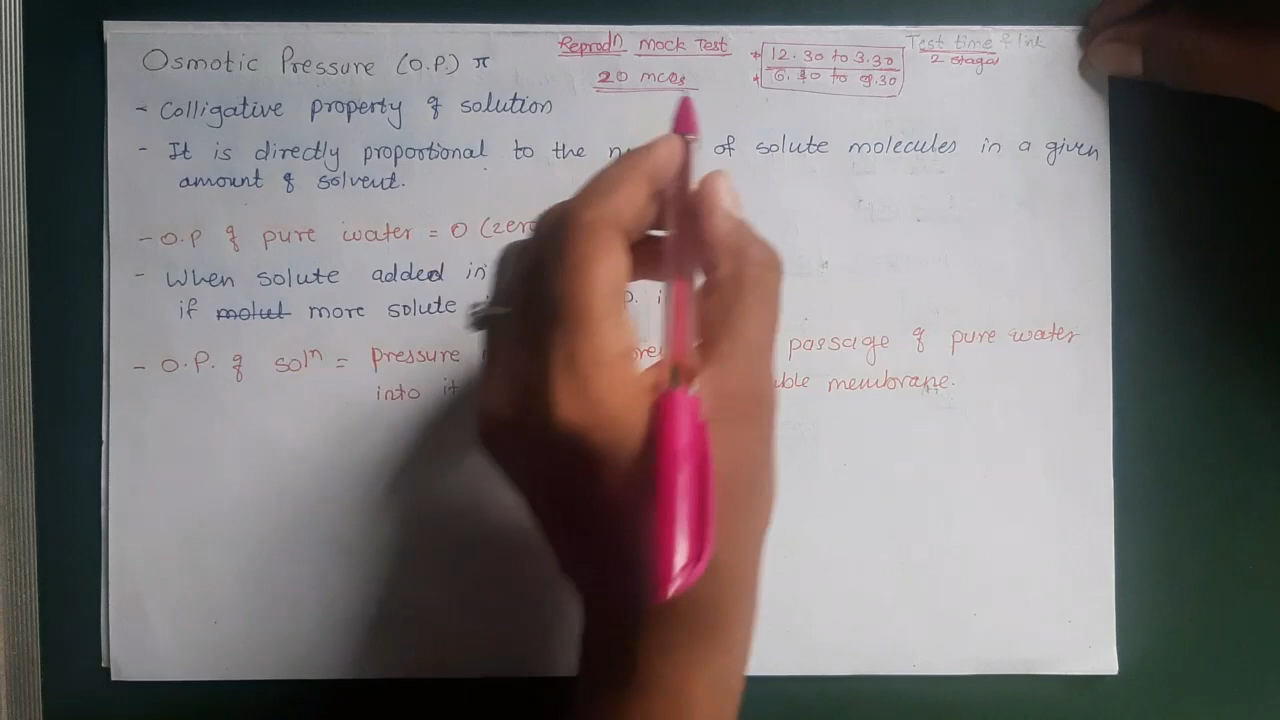 Osmotic Pressure (O.P.) π
Reprodⁿ Mock Test
20 mcqs
* 12.30 to 3.30
* 6.30 to 9.30
Test time & link
2 stages
- Colligative property of solution
- It is directly proportional to the of solute molecules in a given
amount of solvent.
- O.P of pure water = 0 (zero
- When solute added in
if more solute
- O.P. of solⁿ = pressure passage of pure water
into it membrane.